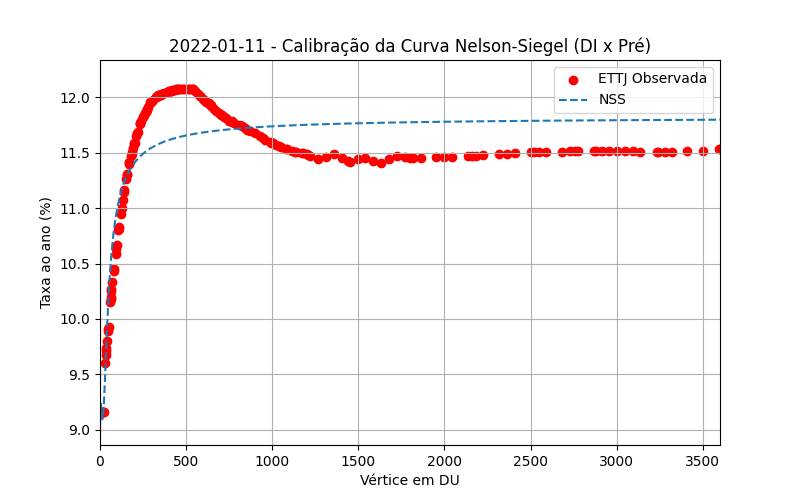 2022-01-11 - Calibração da Curva Nelson-Siegel (DI x Pré)
ETTJ Observada
NSS
Taxa ao ano (%)
12.0
11.5
11.0
10.5
10.0
9.5
9.0
0 500 1000 1500 2000 2500 3000 3500
Vértice em DU